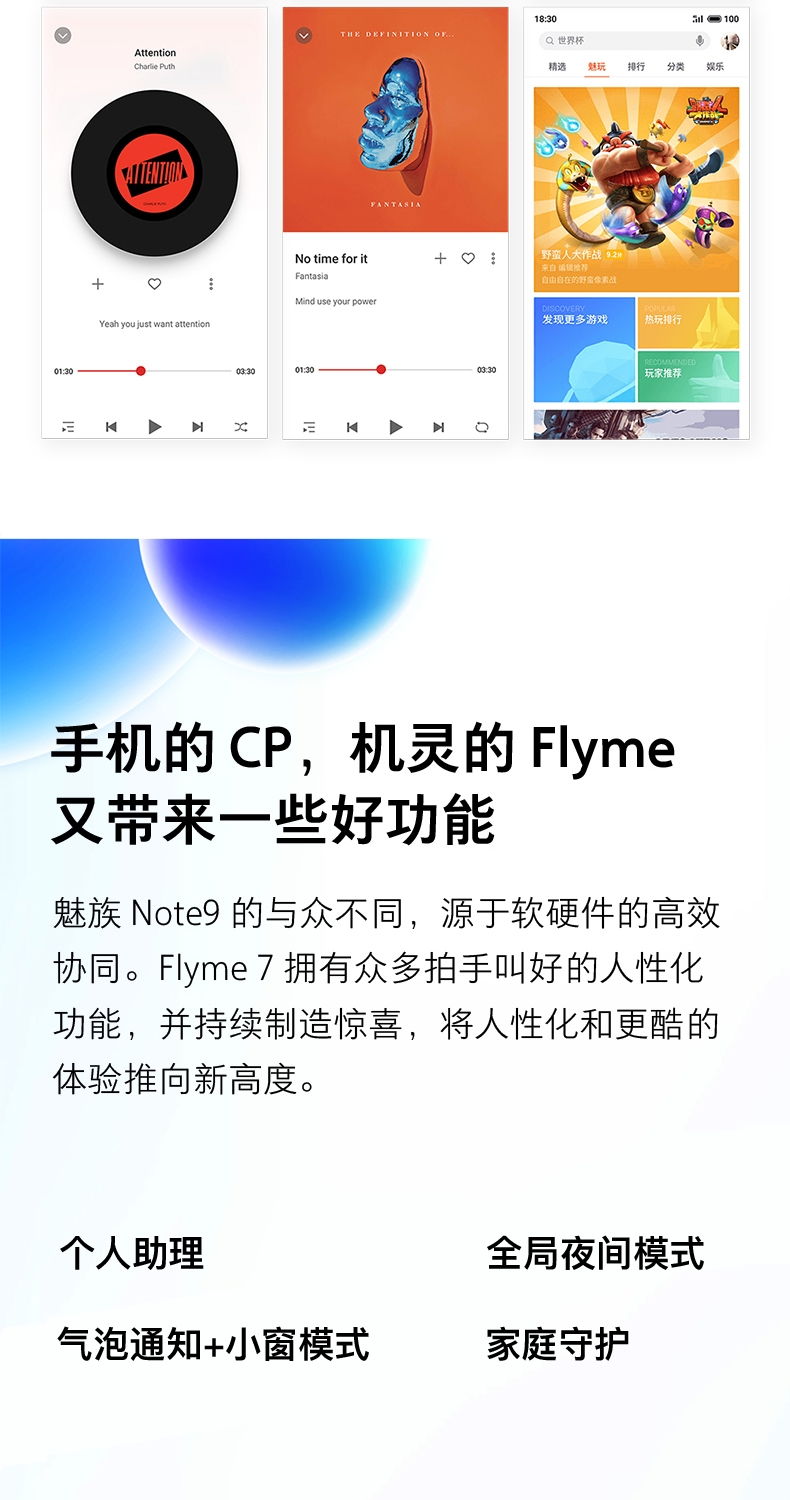 Attention
Charlie Puth
ATTENTION
CHARLIE PUTH
Yeah you just want attention
01:30
03:30
THE DEFINITION OF...
FANTASIA
No time for it
Fantasia
Mind use your power
01:30
03:30
18:30
100
世界杯
精选 魅玩 排行 分类 娱乐
野蛮人大作战 9.2分
来自 编辑推荐
自由自在的野蛮像素战
DISCOVERY
发现更多游戏
POPULAR
热玩排行
RECOMMENDED
玩家推荐
手机的 CP，机灵的 Flyme
又带来一些好功能
魅族 Note9 的与众不同，源于软硬件的高效
协同。Flyme 7 拥有众多拍手叫好的人性化
功能，并持续制造惊喜，将人性化和更酷的
体验推向新高度。
个人助理
全局夜间模式
气泡通知+小窗模式
家庭守护